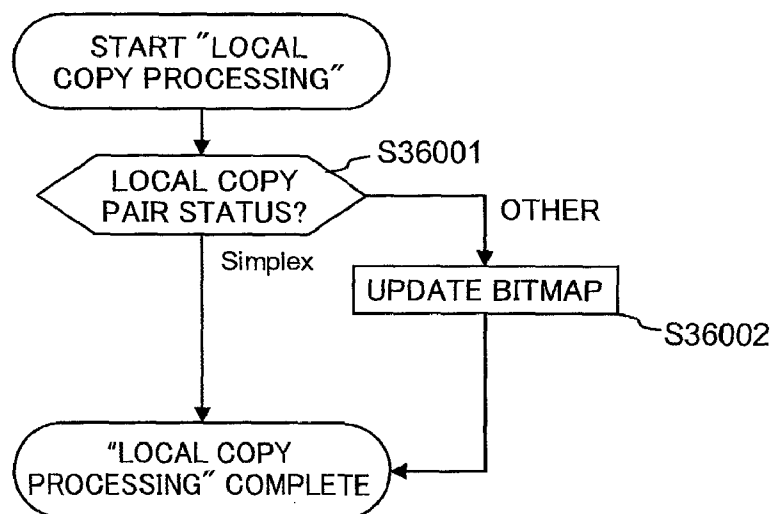 START "LOCAL
COPY PROCESSING"
S36001
LOCAL COPY
PAIR STATUS?
OTHER
Simplex
UPDATE BITMAP
S36002
"LOCAL COPY
PROCESSING" COMPLETE